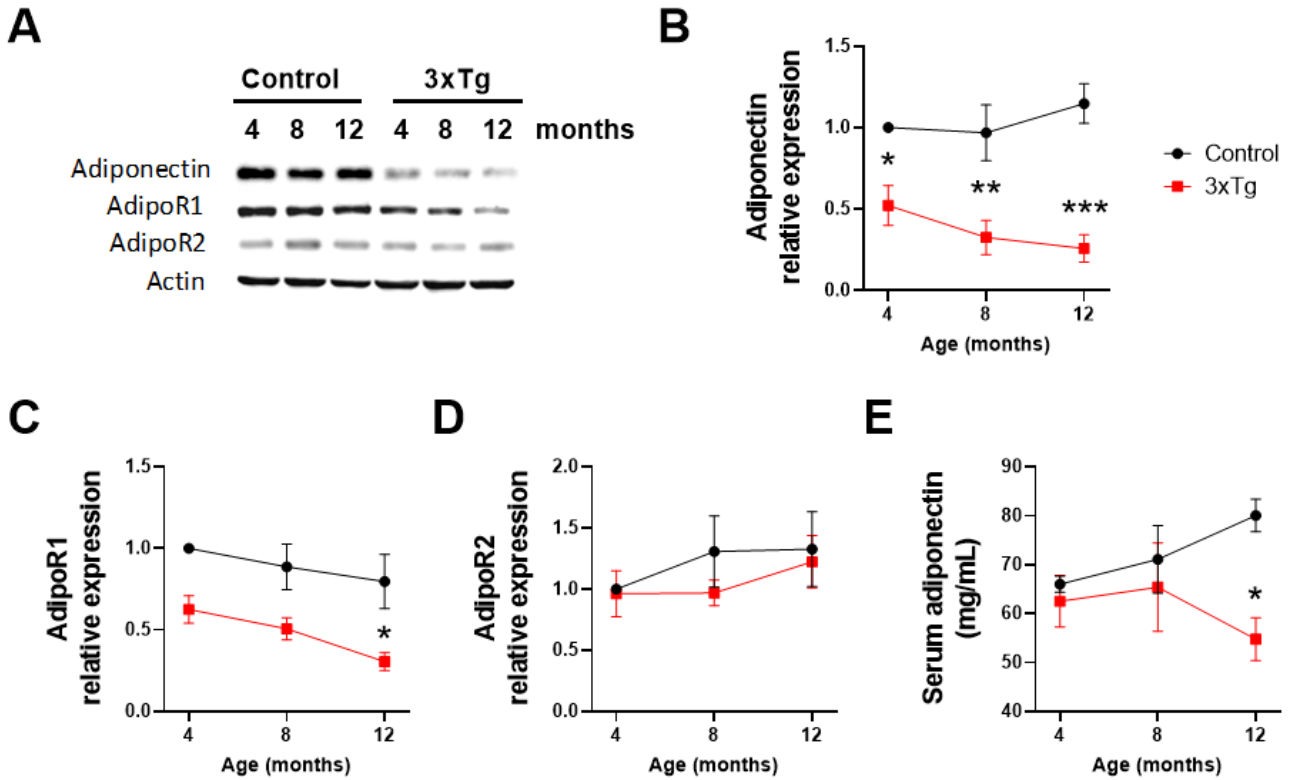 A
Control 3xTg
4 8 12 4 8 12 months
Adiponectin
AdipoR1
AdipoR2
Actin
B
Adiponectin
relative expression
1.5
1.0
0.5
0.0
*
**
***
4 8 12
Age (months)
Control
3xTg
C
AdipoR1
relative expression
1.5
1.0
0.5
0.0
*
4 8 12
Age (months)
D
AdipoR2
relative expression
2.0
1.5
1.0
0.5
0.0
4 8 12
Age (months)
E
Serum adiponectin
(mg/mL)
90
80
70
60
50
40
*
4 8 12
Age (months)